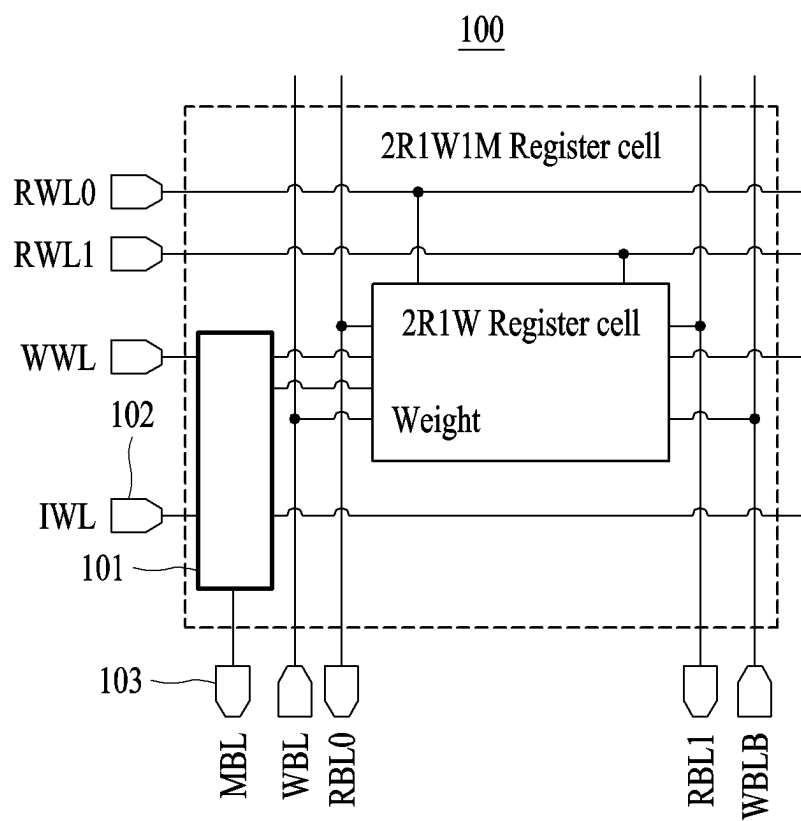 100
2R1W1M Register cell
RWL0
RWL1
2R1W Register cell
WWL
102
Weight
IWL
101
103
MBL
WBL
RBL0
RBL1
WBLB